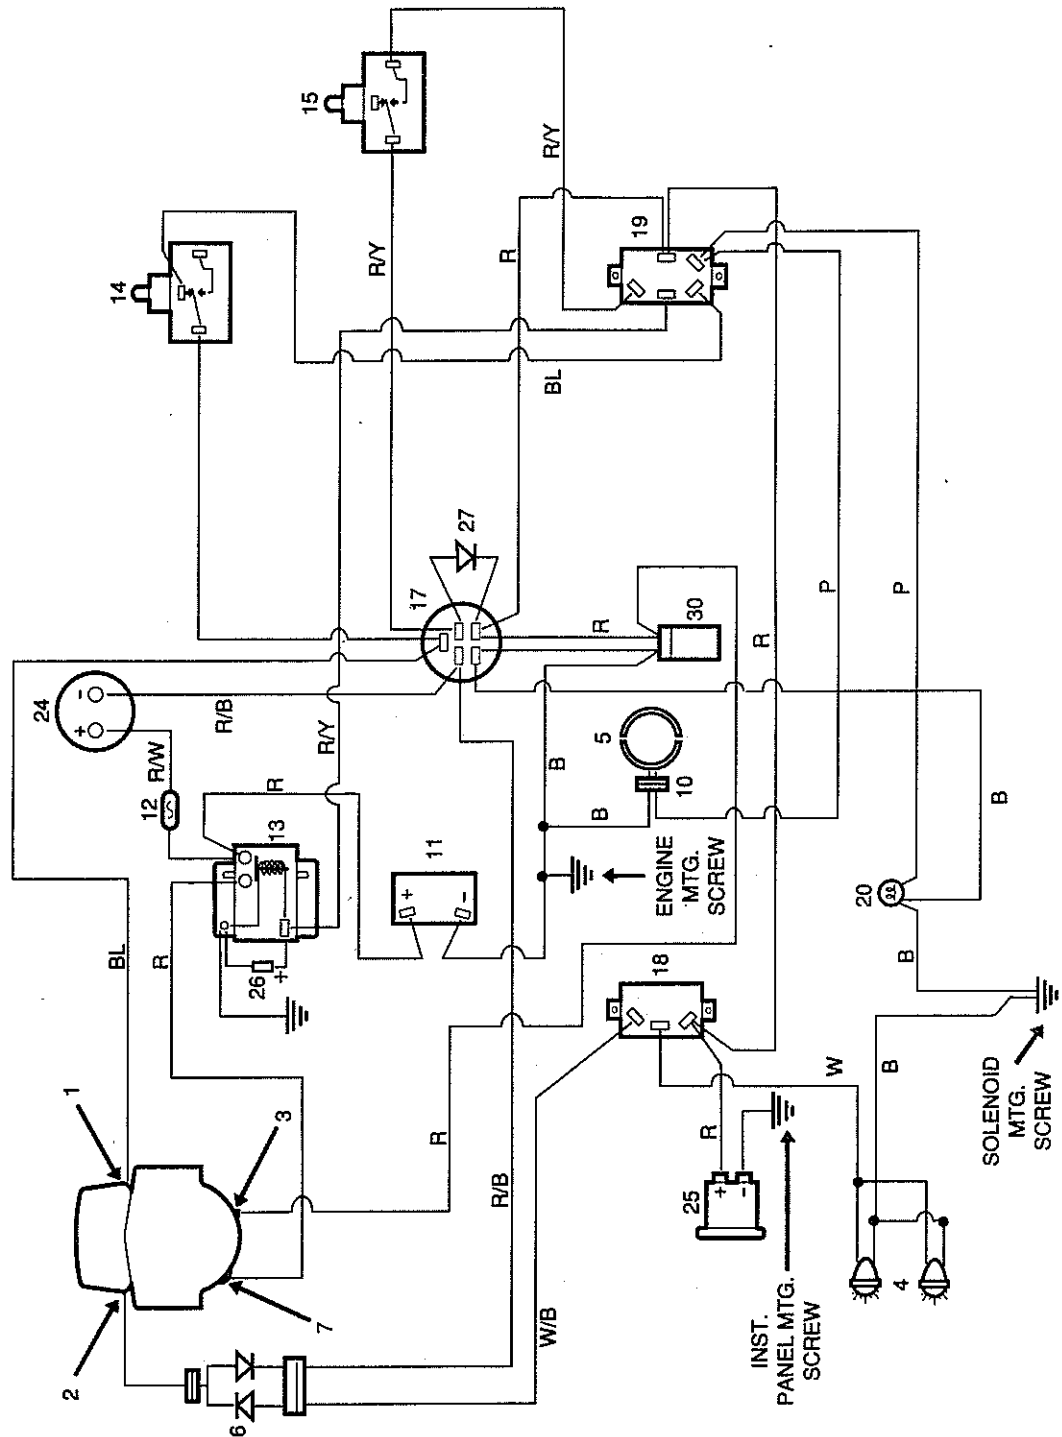 2
1
24
+ -
BL
14
12
R/W
R
R/B
6
26
+
R
13
3
15
7
R/Y
R/Y
+
-
11
17
R
27
R/B
R
W/B
R/Y
BL
B
B
5
R
19
18
10
30
ENGINE
MTG.
SCREW
25
R
+
-
R
INST.
PANEL MTG.
SCREW
P
W
20
B
P
4
B
SOLENOID
MTG.
SCREW
B